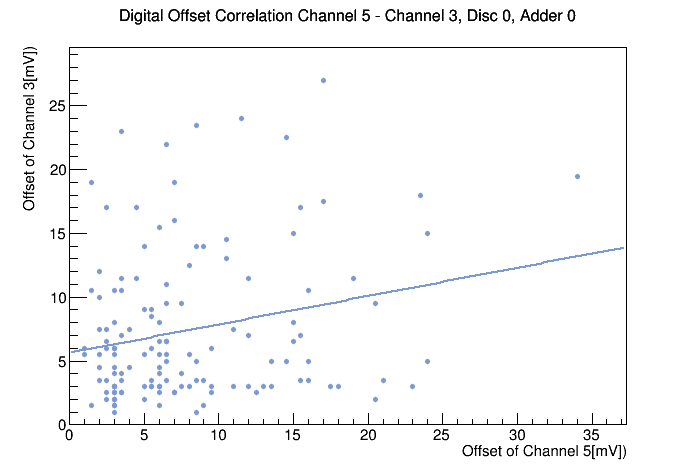 Digital Offset Correlation Channel 5 - Channel 3, Disc 0, Adder 0
Offset of Channel 3[mV])
25
20
15
10
5
0
0 5 10 15 20 25 30 35
Offset of Channel 5[mV])